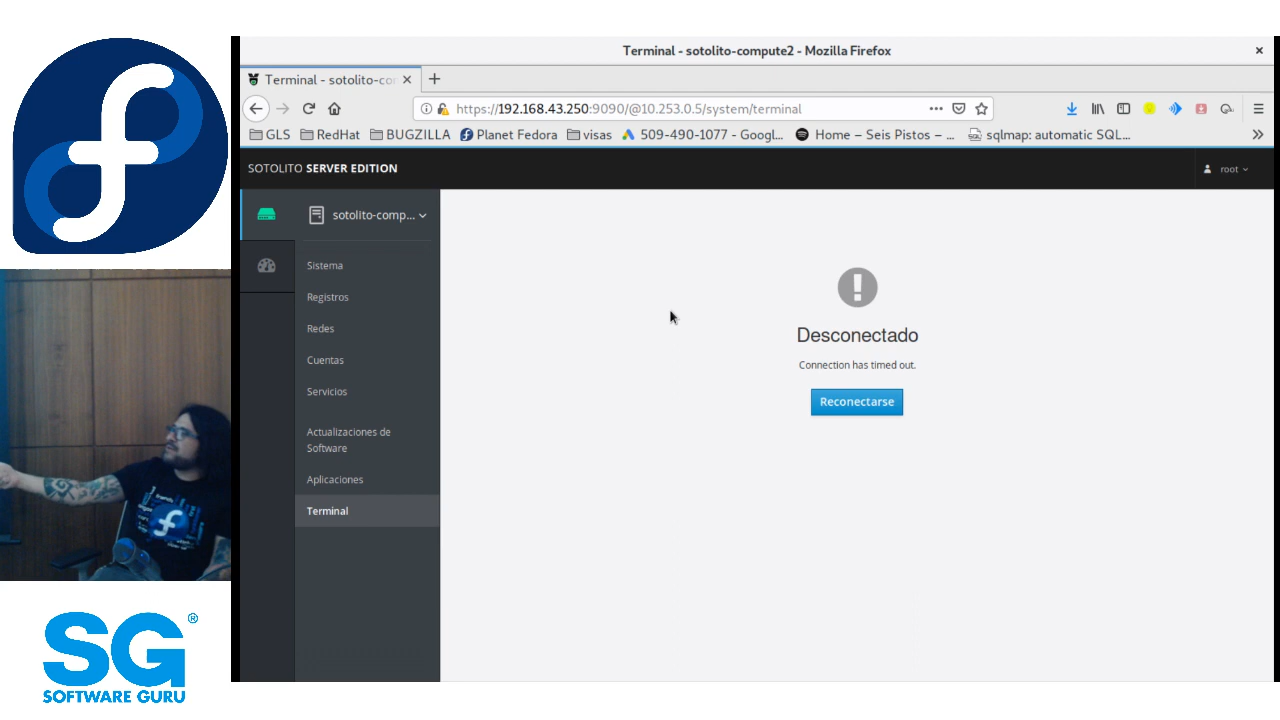 Terminal - sotolito-compute2 - Mozilla Firefox
Terminal - sotolito-co
https://192.168.43.250:9090/@10.253.0.5/system/terminal
GLS RedHat BUGZILLA Planet Fedora visas 509-490-1077 - Googl... Home – Seis Pistos – ... sqlmap: automatic SQL...
SOTOLITO SERVER EDITION
root
sotolito-comp...
Sistema
Registros
Redes
Cuentas
Servicios
Actualizaciones de
Software
Aplicaciones
Terminal
Desconectado
Connection has timed out.
Reconectarse
SG®
SOFTWARE GURU